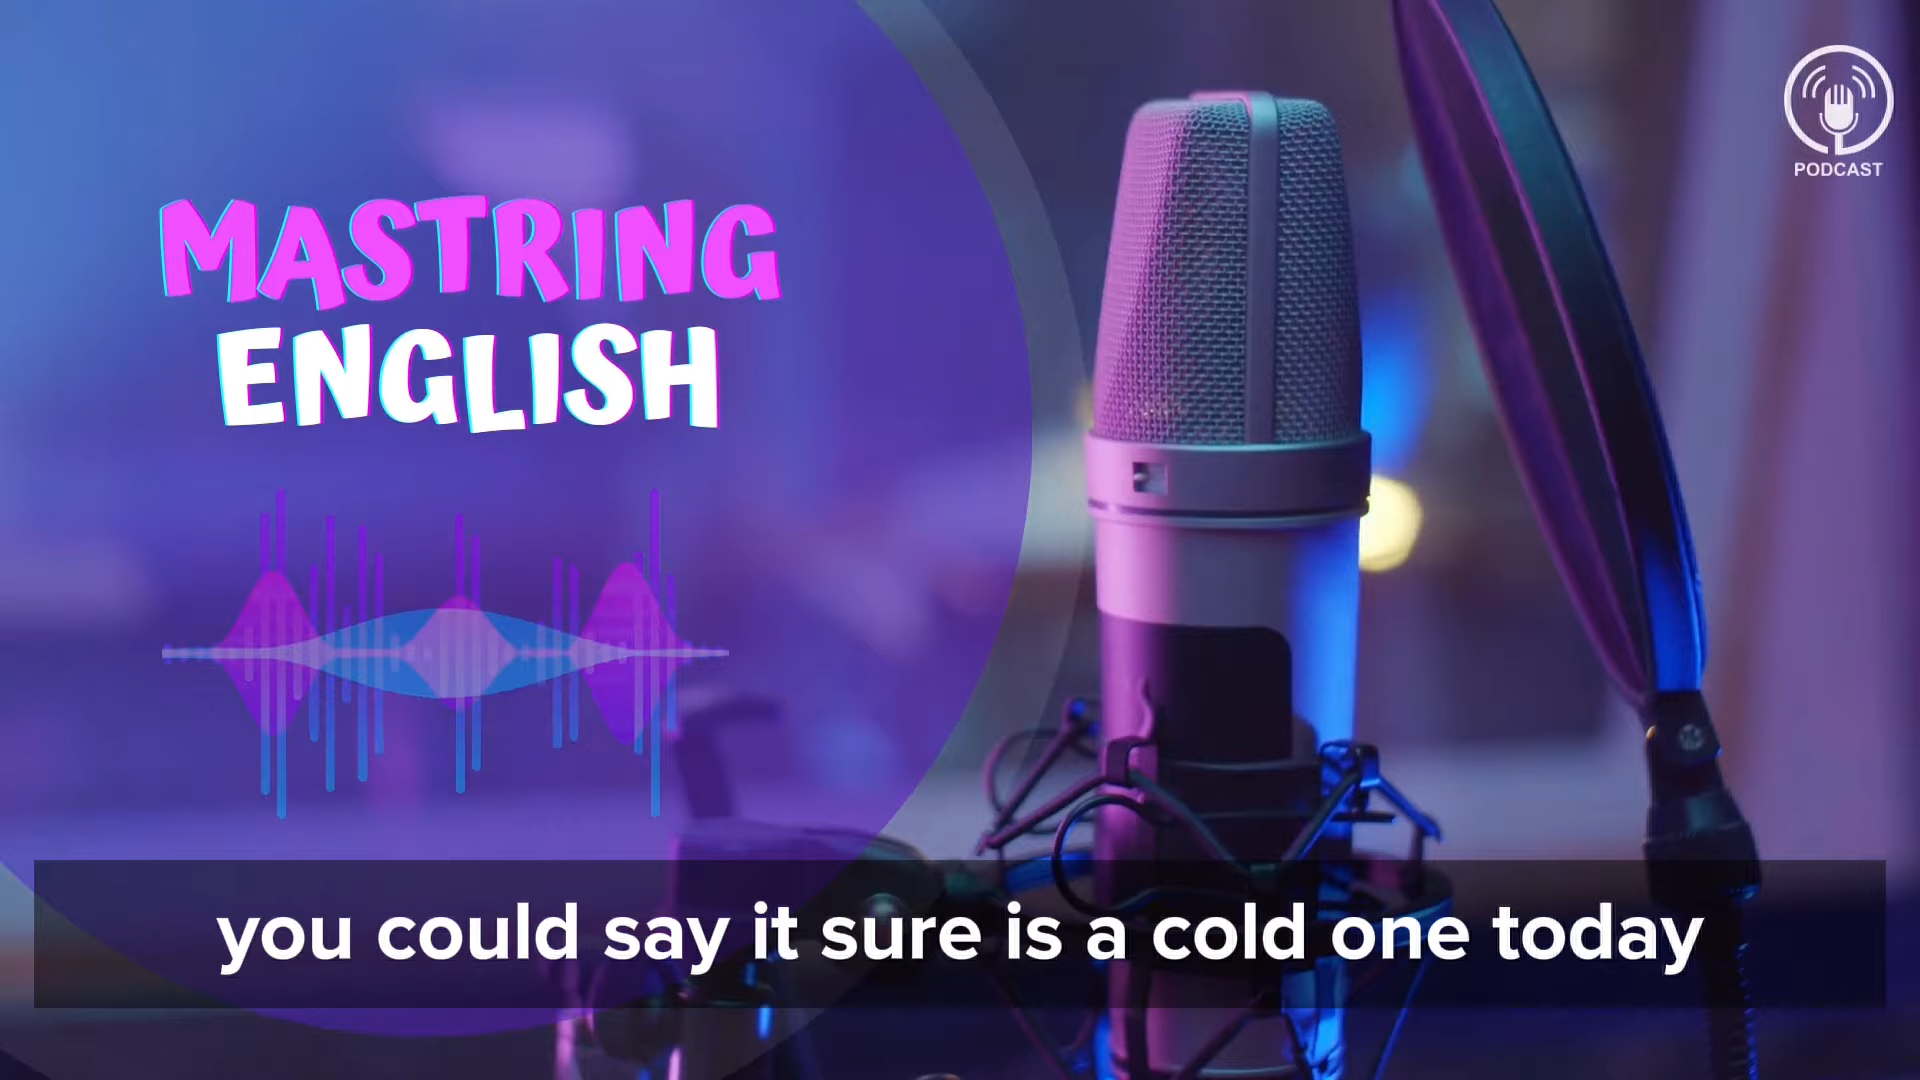 MASTRING
ENGLISH
PODCAST
you could say it sure is a cold one today